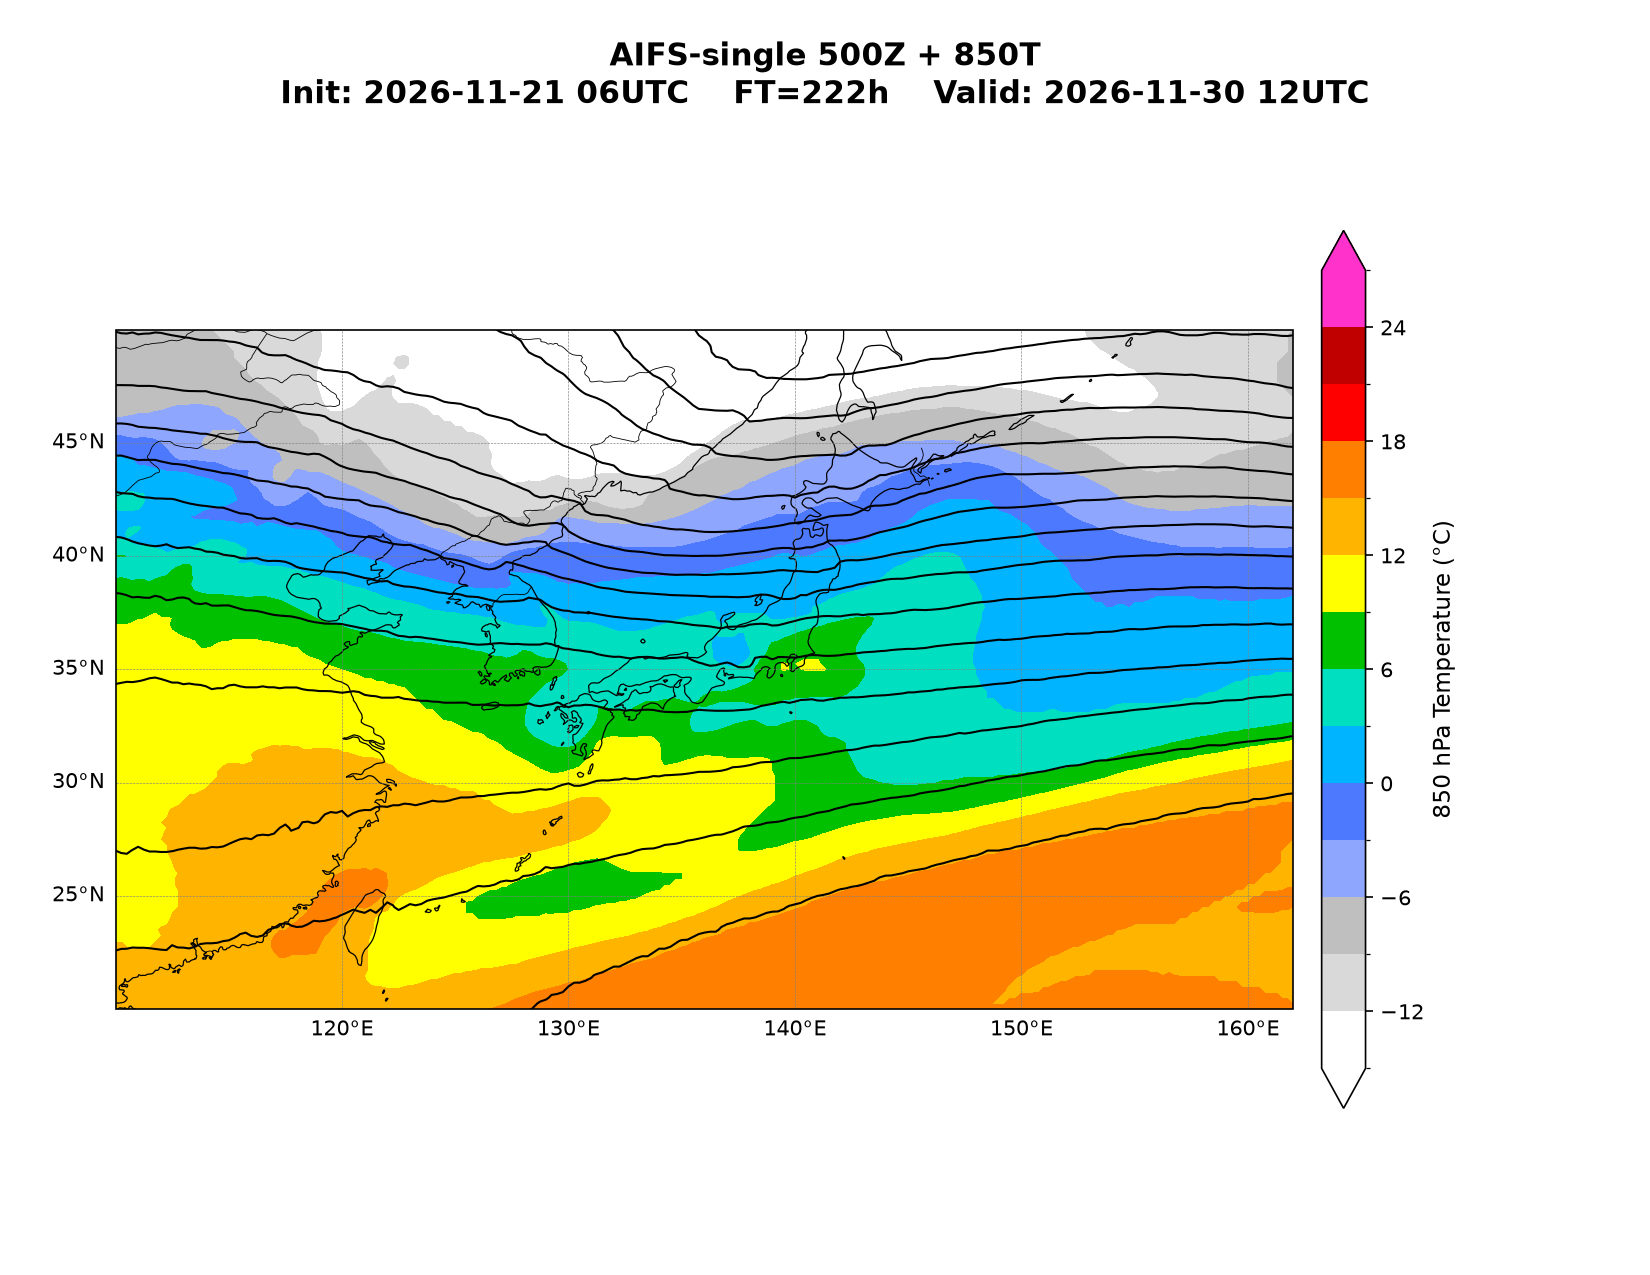 AIFS-single 500Z + 850T
Init: 2026-11-21 06UTC    FT=222h    Valid: 2026-11-30 12UTC
45°N
40°N
35°N
30°N
25°N
120°E
130°E
140°E
150°E
160°E
24
18
12
6
0
−6
−12
850 hPa Temperature (°C)